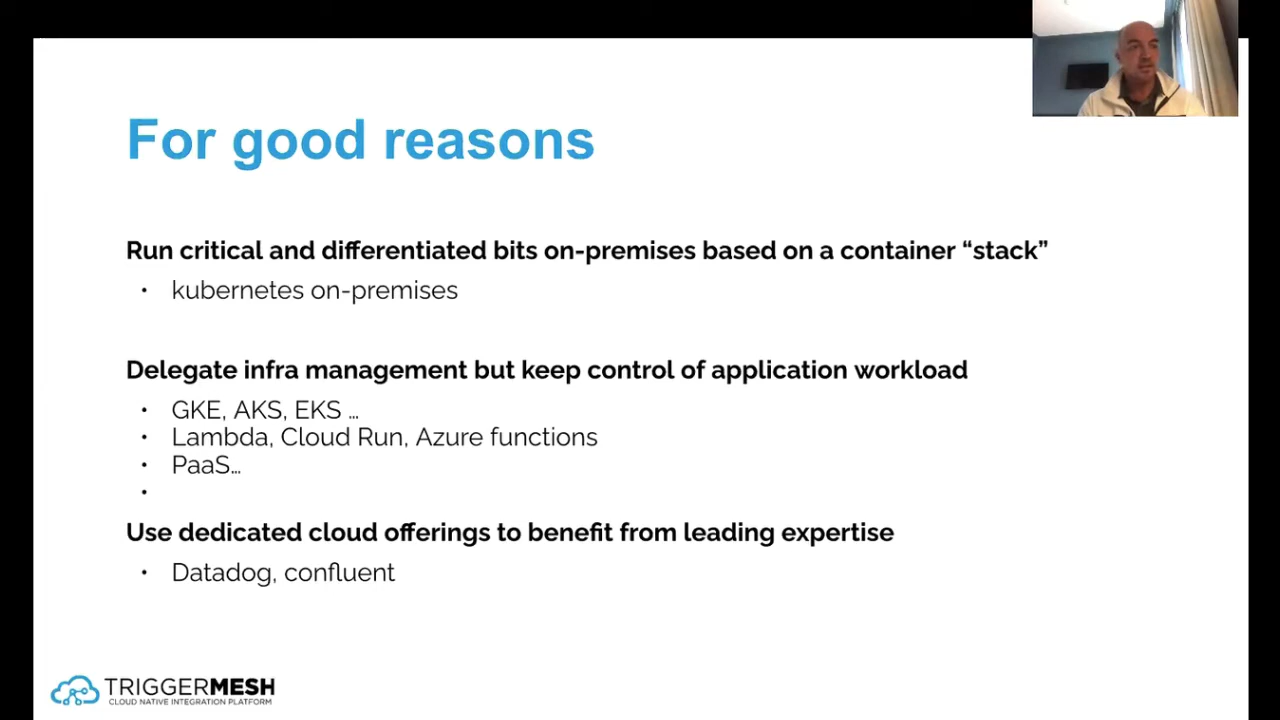 For good reasons
Run critical and differentiated bits on-premises based on a container “stack”
• kubernetes on-premises
Delegate infra management but keep control of application workload
• GKE, AKS, EKS ...
• Lambda, Cloud Run, Azure functions
• PaaS...
•
Use dedicated cloud offerings to benefit from leading expertise
• Datadog, confluent
TRIGGERMESH
CLOUD NATIVE INTEGRATION PLATFORM